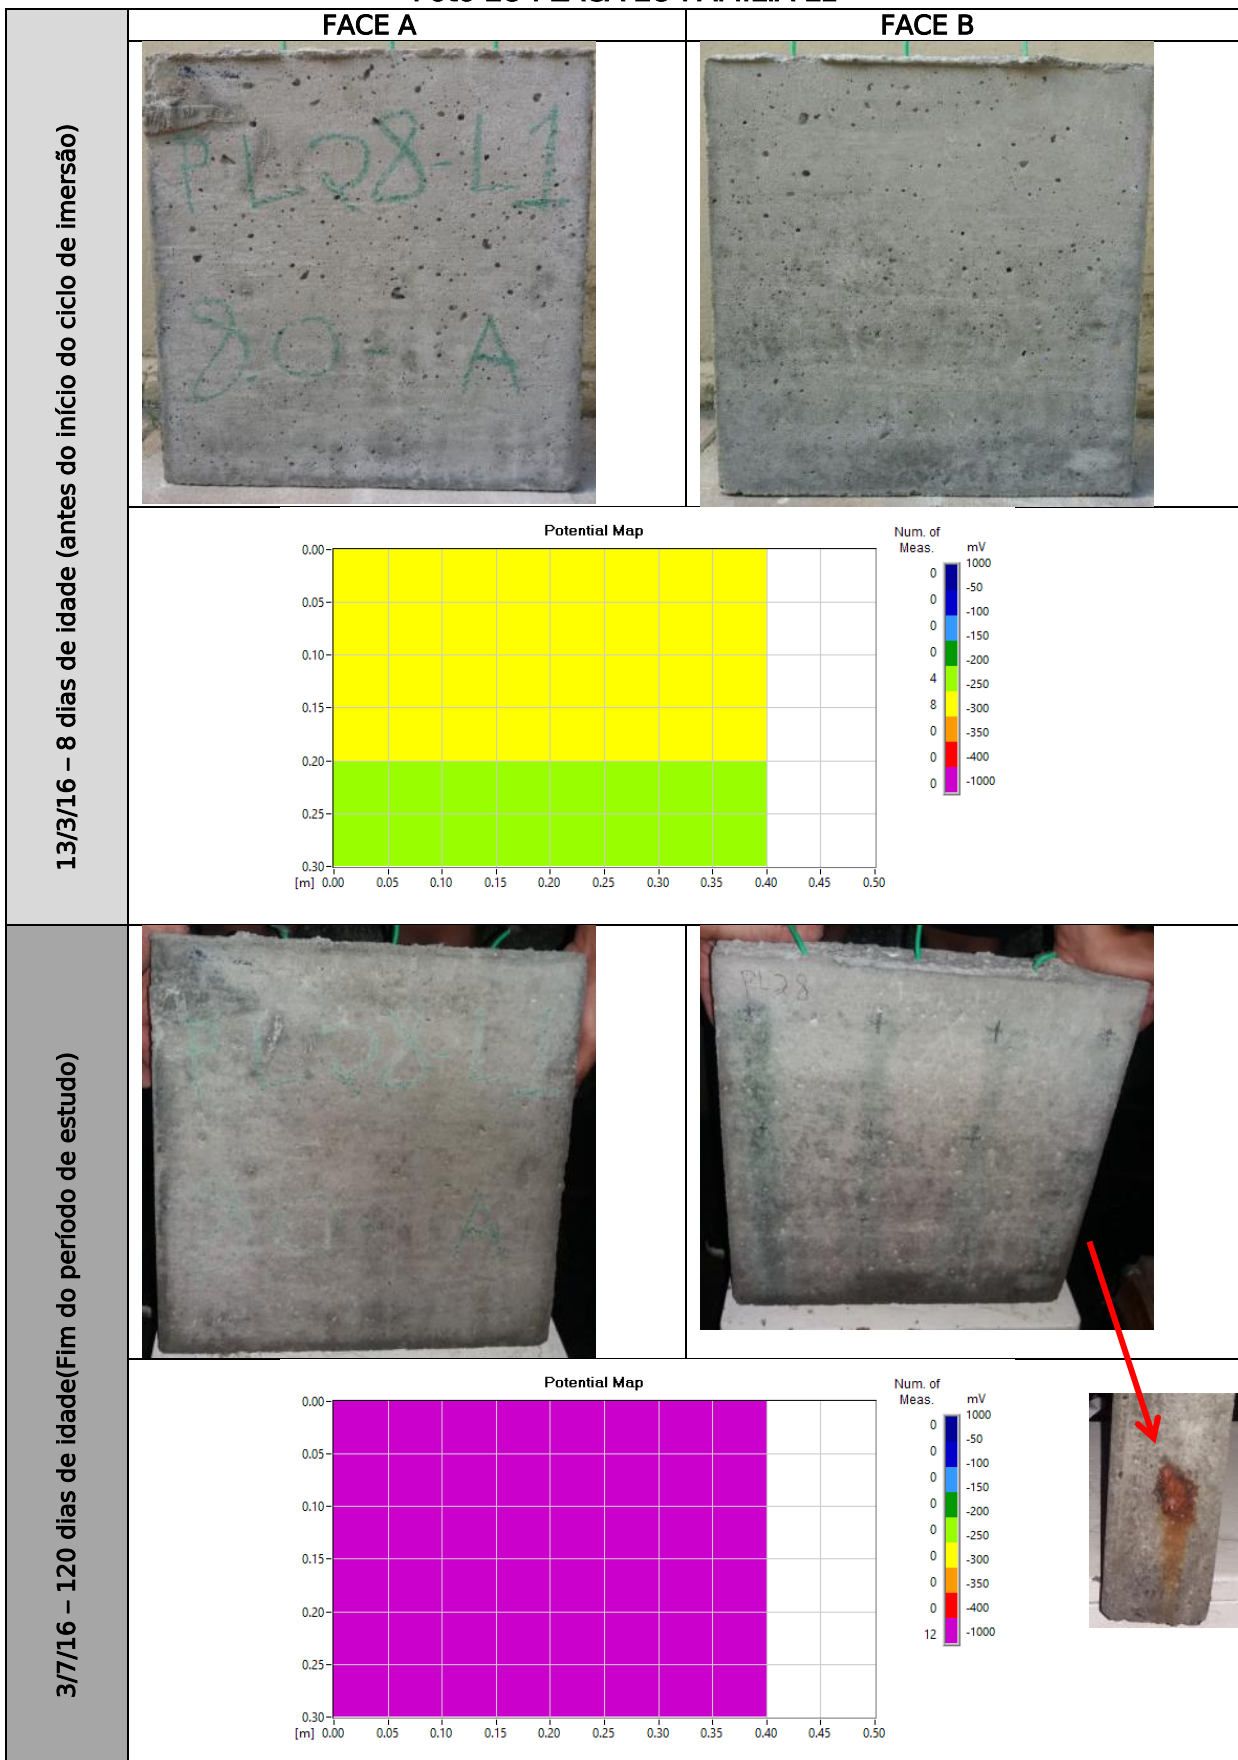 FACE A
FACE B
13/3/16 – 8 dias de idade (antes do início do ciclo de imersão)
PL28-L1
80- A
Potential Map
Num. of
Meas.
mV
0.00
0.05
0.10
0.15
0.20
0.25
0.30
[m] 0.00 0.05 0.10 0.15 0.20 0.25 0.30 0.35 0.40 0.45 0.50
0
0
0
0
4
8
0
0
0
1000
-50
-100
-150
-200
-250
-300
-350
-400
-1000
3/7/16 – 120 dias de idade(Fim do período de estudo)
PL28-L1
A
PL28
Potential Map
Num. of
Meas.
mV
0.00
0.05
0.10
0.15
0.20
0.25
0.30
[m] 0.00 0.05 0.10 0.15 0.20 0.25 0.30 0.35 0.40 0.45 0.50
0
0
0
0
0
0
0
0
12
1000
-50
-100
-150
-200
-250
-300
-350
-400
-1000